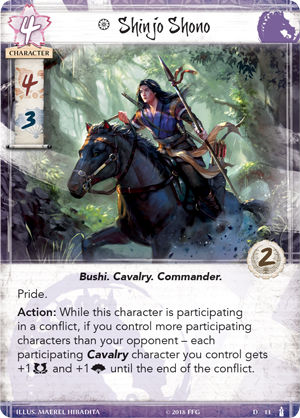 4
Shinjo Shono
CHARACTER
4
3
2
Bushi. Cavalry. Commander.
Pride.
Action: While this character is participating
in a conflict, if you control more participating
characters than your opponent – each
participating Cavalry character you control gets
+1 and +1 until the end of the conflict.
ILLUS. MAEREL HIBADITA
© 2018 FFG
D 11